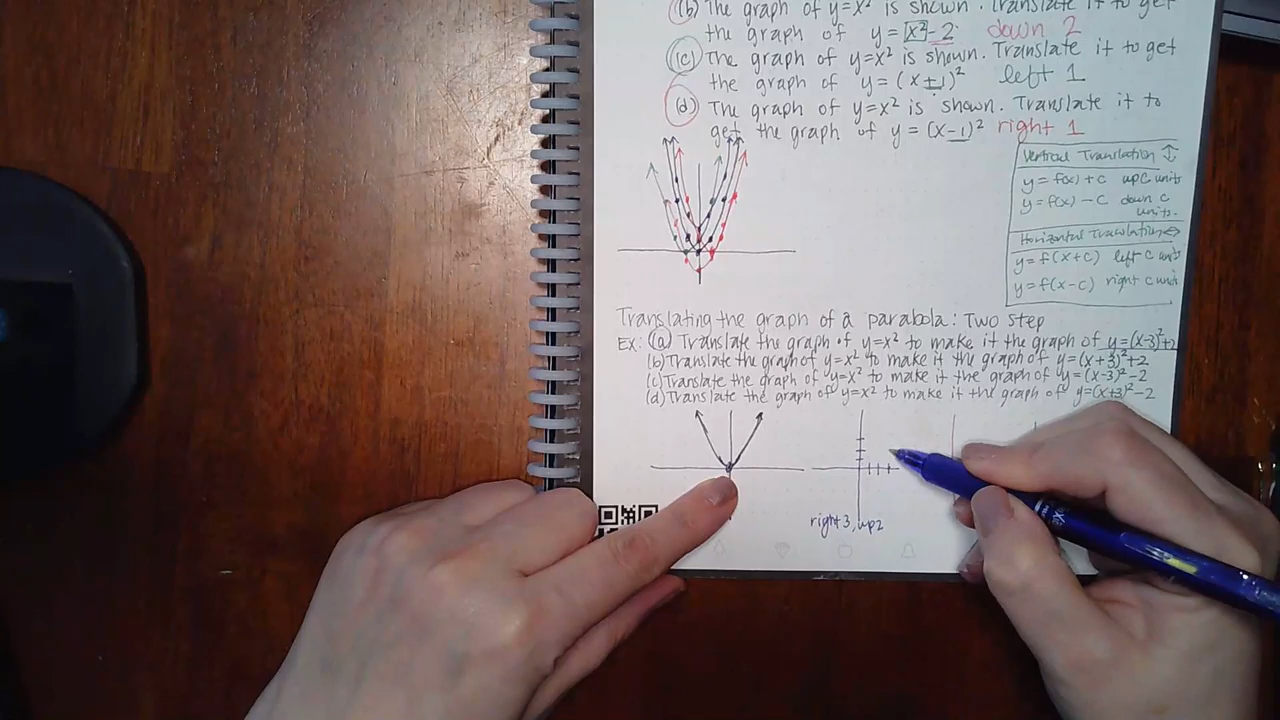 (b) The graph of y=x² is shown. Translate it to get
the graph of y = x²-2 down 2
(c) The graph of y=x² is shown. Translate it to get
the graph of y = (x+1)² left 1
(d) The graph of y=x² is shown. Translate it to
get the graph of y = (x-1)² right 1
Vertical Translation ↕
y = f(x) + c up c units
y = f(x) - c down c
units.
Horizontal Translation ↔
y = f(x+c) left c units
y = f(x-c) right c units
Translating the graph of a parabola: Two Step
Ex: (a) Translate the graph of y=x² to make it the graph of y=(x-3)²+2
(b) Translate the graph of y=x² to make it the graph of y=(x+3)²+2
(c) Translate the graph of y=x² to make it the graph of y=(x-3)²-2
(d) Translate the graph of y=x² to make it the graph of y=(x+3)²-2
right 3, up 2